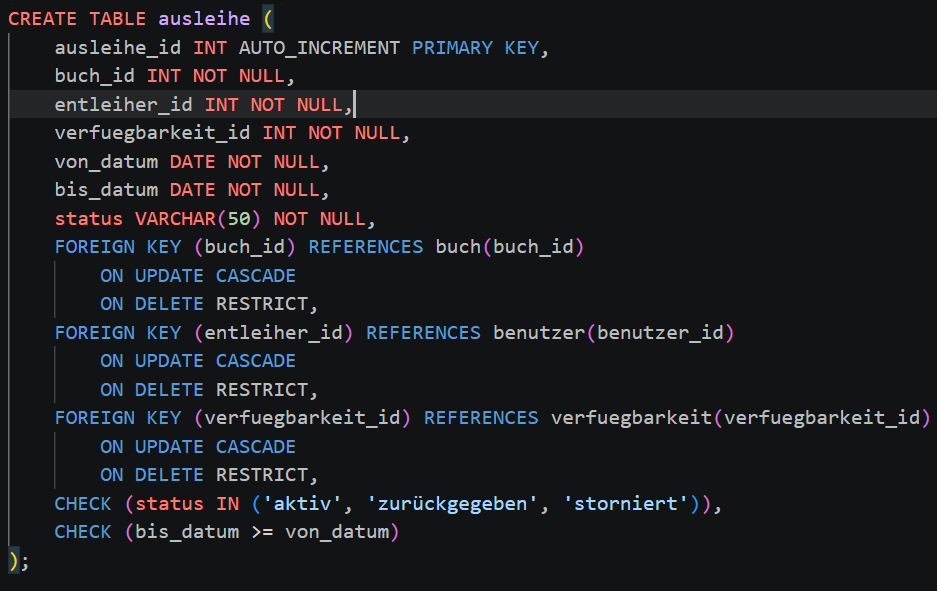 CREATE TABLE ausleihe (
    ausleihe_id INT AUTO_INCREMENT PRIMARY KEY,
    buch_id INT NOT NULL,
    entleiher_id INT NOT NULL,
    verfuegbarkeit_id INT NOT NULL,
    von_datum DATE NOT NULL,
    bis_datum DATE NOT NULL,
    status VARCHAR(50) NOT NULL,
    FOREIGN KEY (buch_id) REFERENCES buch(buch_id)
        ON UPDATE CASCADE
        ON DELETE RESTRICT,
    FOREIGN KEY (entleiher_id) REFERENCES benutzer(benutzer_id)
        ON UPDATE CASCADE
        ON DELETE RESTRICT,
    FOREIGN KEY (verfuegbarkeit_id) REFERENCES verfuegbarkeit(verfuegbarkeit_id)
        ON UPDATE CASCADE
        ON DELETE RESTRICT,
    CHECK (status IN ('aktiv', 'zurückgegeben', 'storniert')),
    CHECK (bis_datum >= von_datum)
);